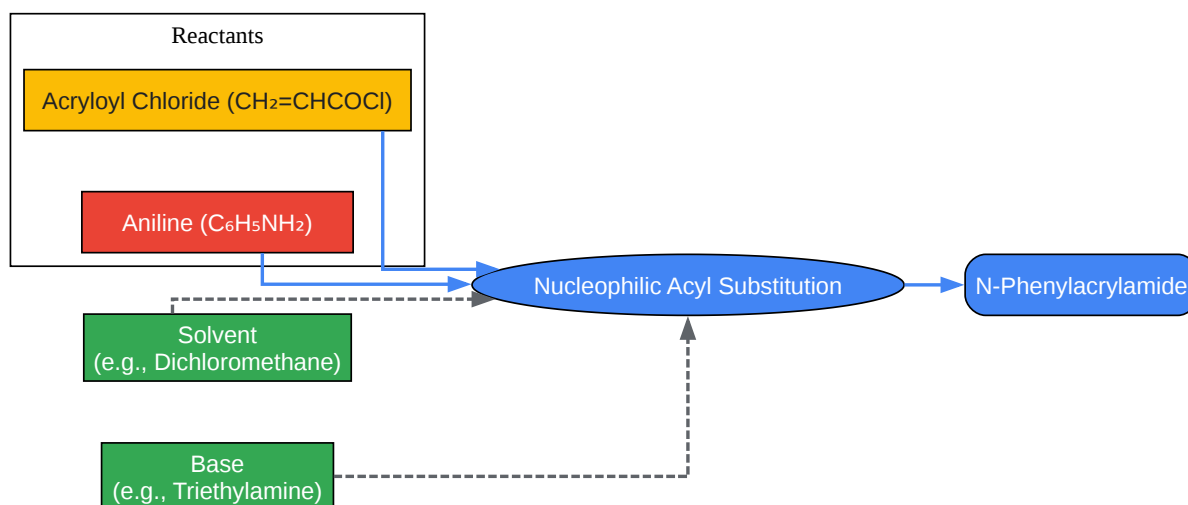 Reactants
Acryloyl Chloride (CH₂=CHCOCl)
Aniline (C₆H₅NH₂)
Nucleophilic Acyl Substitution
N-Phenylacrylamide
Solvent
(e.g., Dichloromethane)
Base
(e.g., Triethylamine)